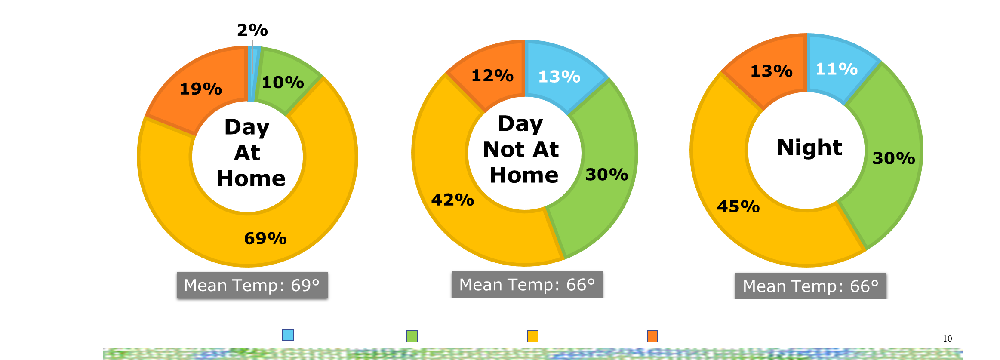 2%
19%
10%
Day
At
Home
69%
Mean Temp: 69°
12%
13%
Day
Not At
Home
30%
42%
Mean Temp: 66°
13%
11%
Night
30%
45%
Mean Temp: 66°
10